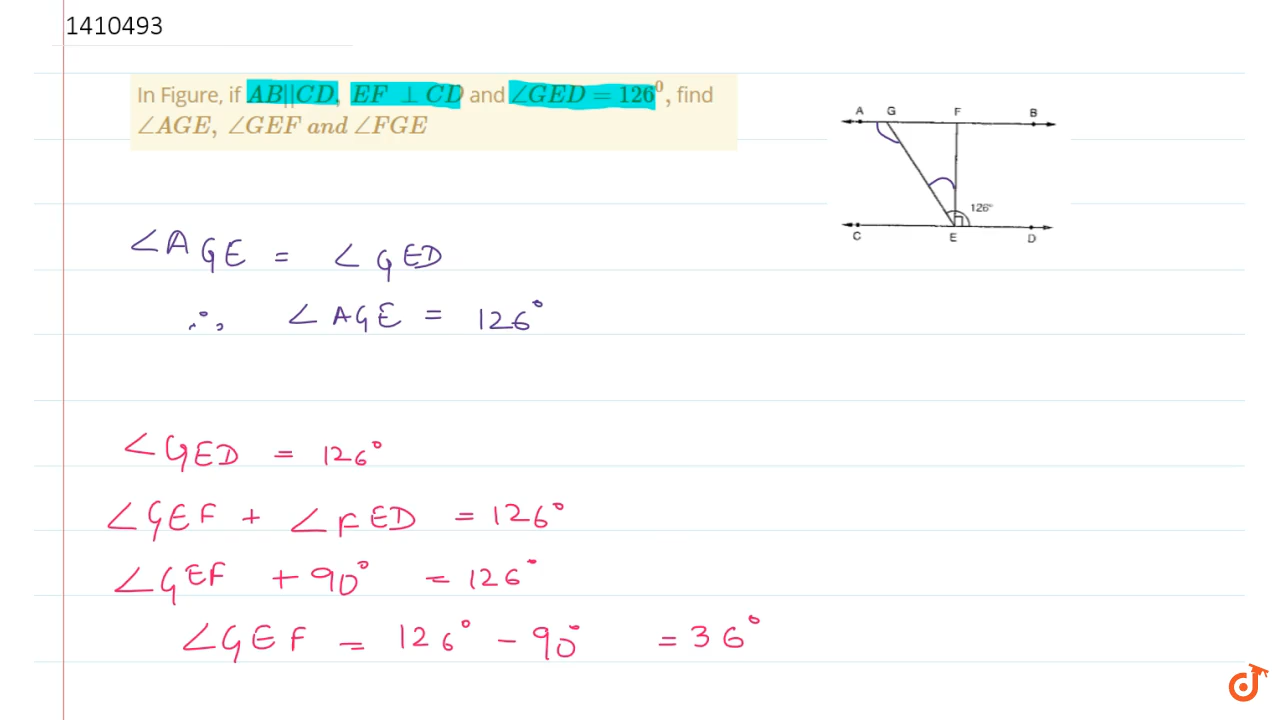 1410493
In Figure, if AB||CD, EF ⊥ CD and ∠GED = 126⁰, find
∠AGE, ∠GEF and ∠FGE
A G F B
126°
C E D
∠AGE = ∠GED
∴ ∠AGE = 126°
∠GED = 126°
∠GEF + ∠FED = 126°
∠GEF + 90° = 126°
∠GEF = 126° - 90° = 36°